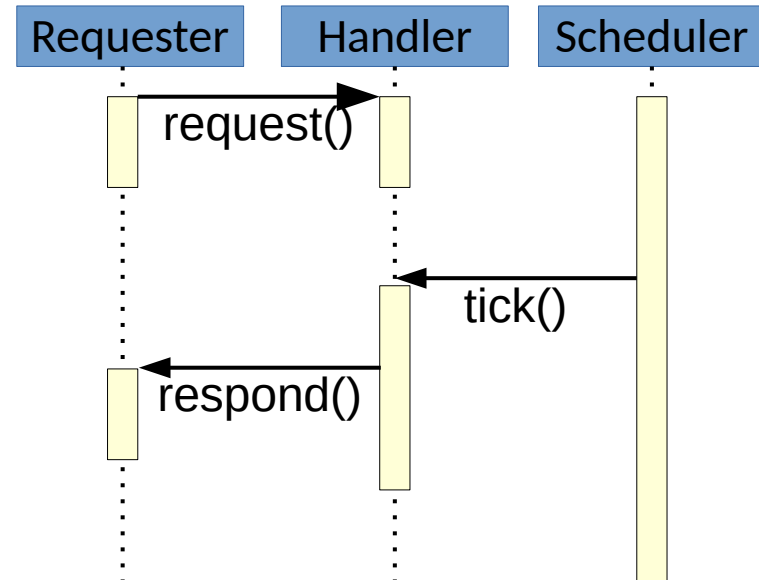 Requester Handler Scheduler
request()
tick()
respond()